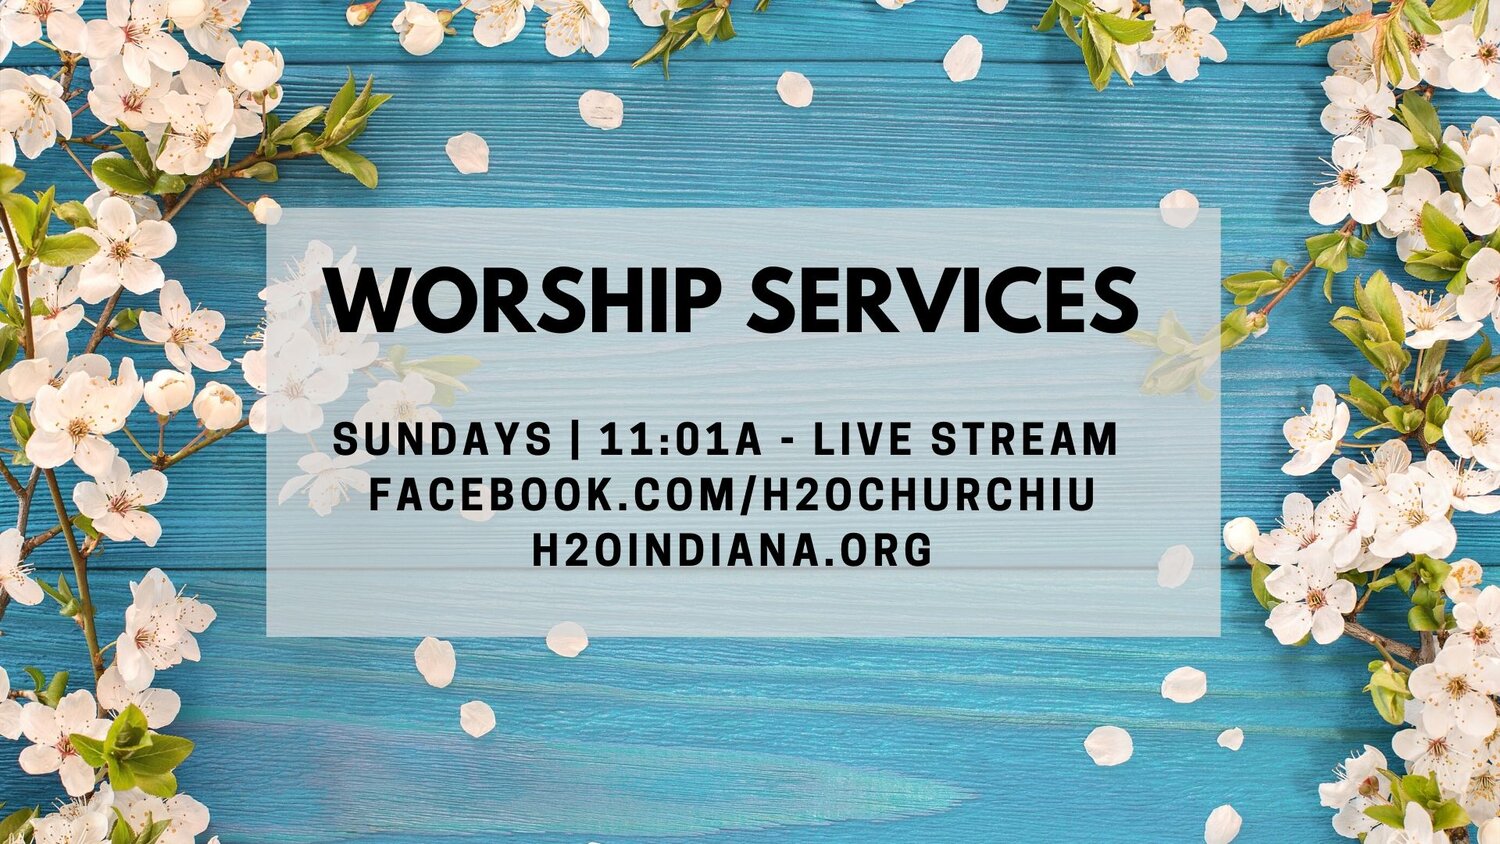 WORSHIP SERVICES
SUNDAYS | 11:01A - LIVE STREAM
FACEBOOK.COM/H2OCHURCHIU
H2OINDIANA.ORG